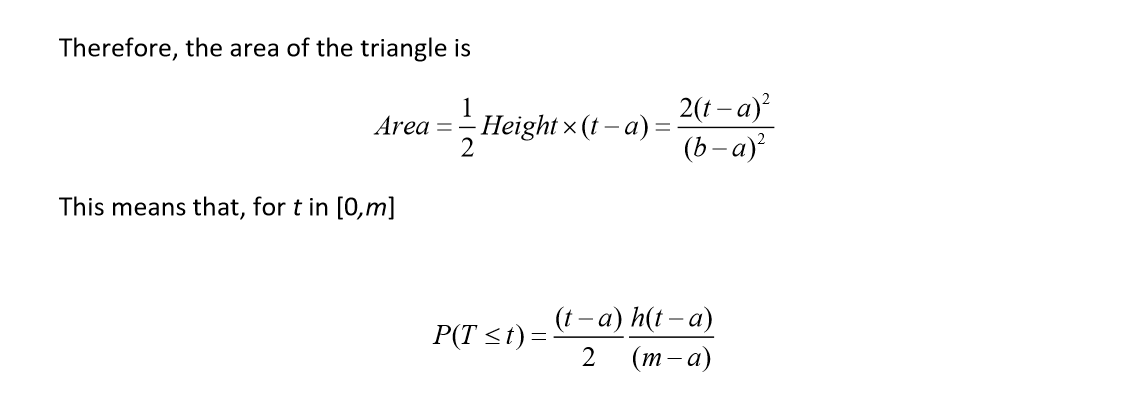 Therefore, the area of the triangle is
Area = 1/2 Height × (t − a) = 2(t − a)² / (b − a)²
This means that, for t in [0,m]
P(T ≤ t) = (t − a)/2 h(t − a)/(m − a)